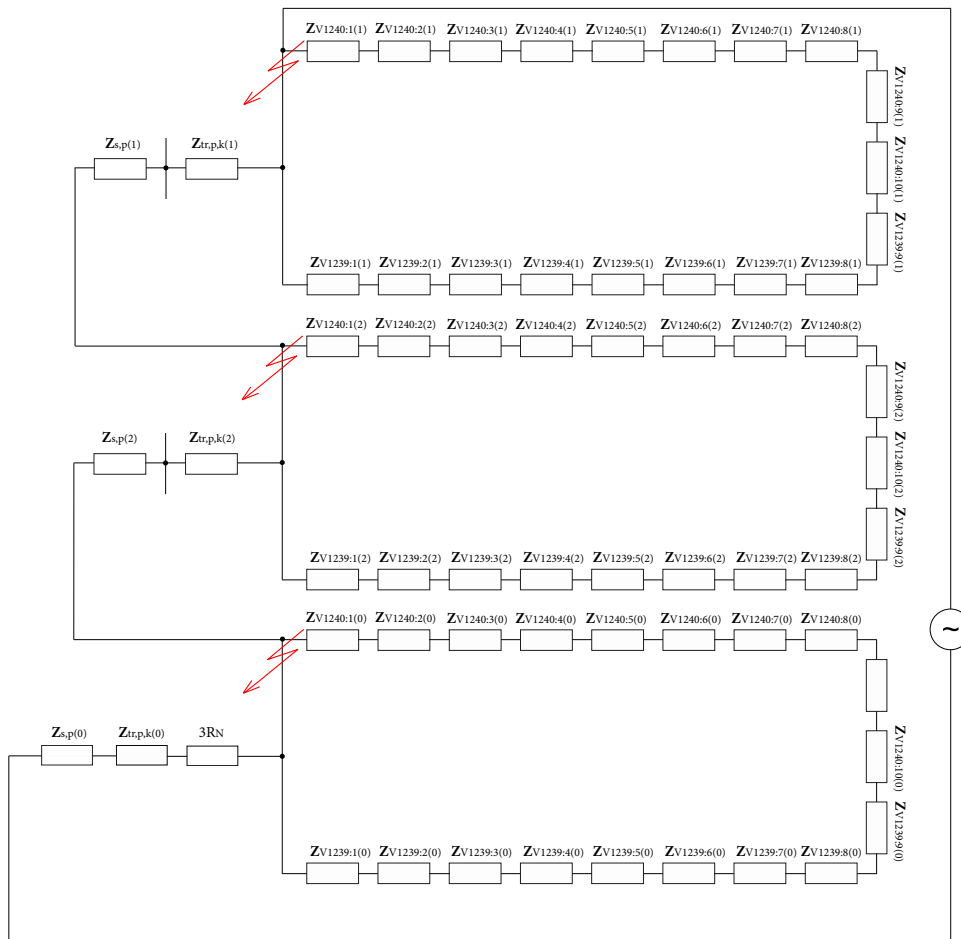 ZV1240:1(1) ZV1240:2(1) ZV1240:3(1) ZV1240:4(1) ZV1240:5(1) ZV1240:6(1) ZV1240:7(1) ZV1240:8(1)
ZV1240:9(1)
Zs,p(1) Ztr,p,k(1)
ZV1240:10(1)
ZV1239:9(1)
ZV1239:1(1) ZV1239:2(1) ZV1239:3(1) ZV1239:4(1) ZV1239:5(1) ZV1239:6(1) ZV1239:7(1) ZV1239:8(1)
ZV1240:1(2) ZV1240:2(2) ZV1240:3(2) ZV1240:4(2) ZV1240:5(2) ZV1240:6(2) ZV1240:7(2) ZV1240:8(2)
ZV1240:9(2)
Zs,p(2) Ztr,p,k(2)
ZV1240:10(2)
ZV1239:9(2)
ZV1239:1(2) ZV1239:2(2) ZV1239:3(2) ZV1239:4(2) ZV1239:5(2) ZV1239:6(2) ZV1239:7(2) ZV1239:8(2)
ZV1240:1(0) ZV1240:2(0) ZV1240:3(0) ZV1240:4(0) ZV1240:5(0) ZV1240:6(0) ZV1240:7(0) ZV1240:8(0)
~
Zs,p(0) Ztr,p,k(0) 3RN
ZV1240:10(0)
ZV1239:9(0)
ZV1239:1(0) ZV1239:2(0) ZV1239:3(0) ZV1239:4(0) ZV1239:5(0) ZV1239:6(0) ZV1239:7(0) ZV1239:8(0)